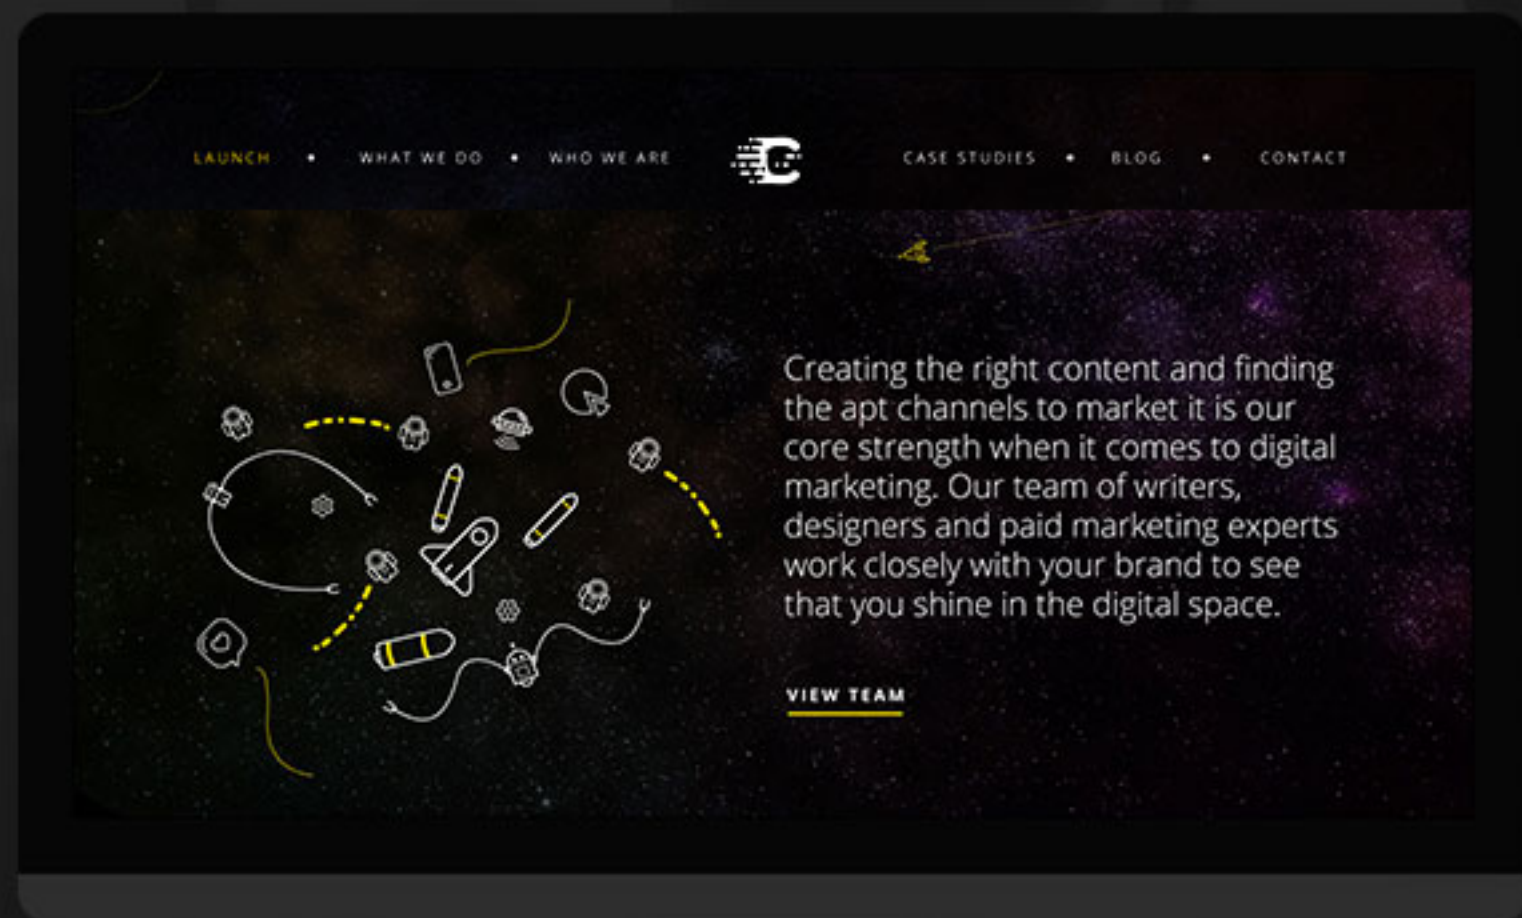 LAUNCH • WHAT WE DO • WHO WE ARE C CASE STUDIES • BLOG • CONTACT
Creating the right content and finding
the apt channels to market it is our
core strength when it comes to digital
marketing. Our team of writers,
designers and paid marketing experts
work closely with your brand to see
that you shine in the digital space.
VIEW TEAM